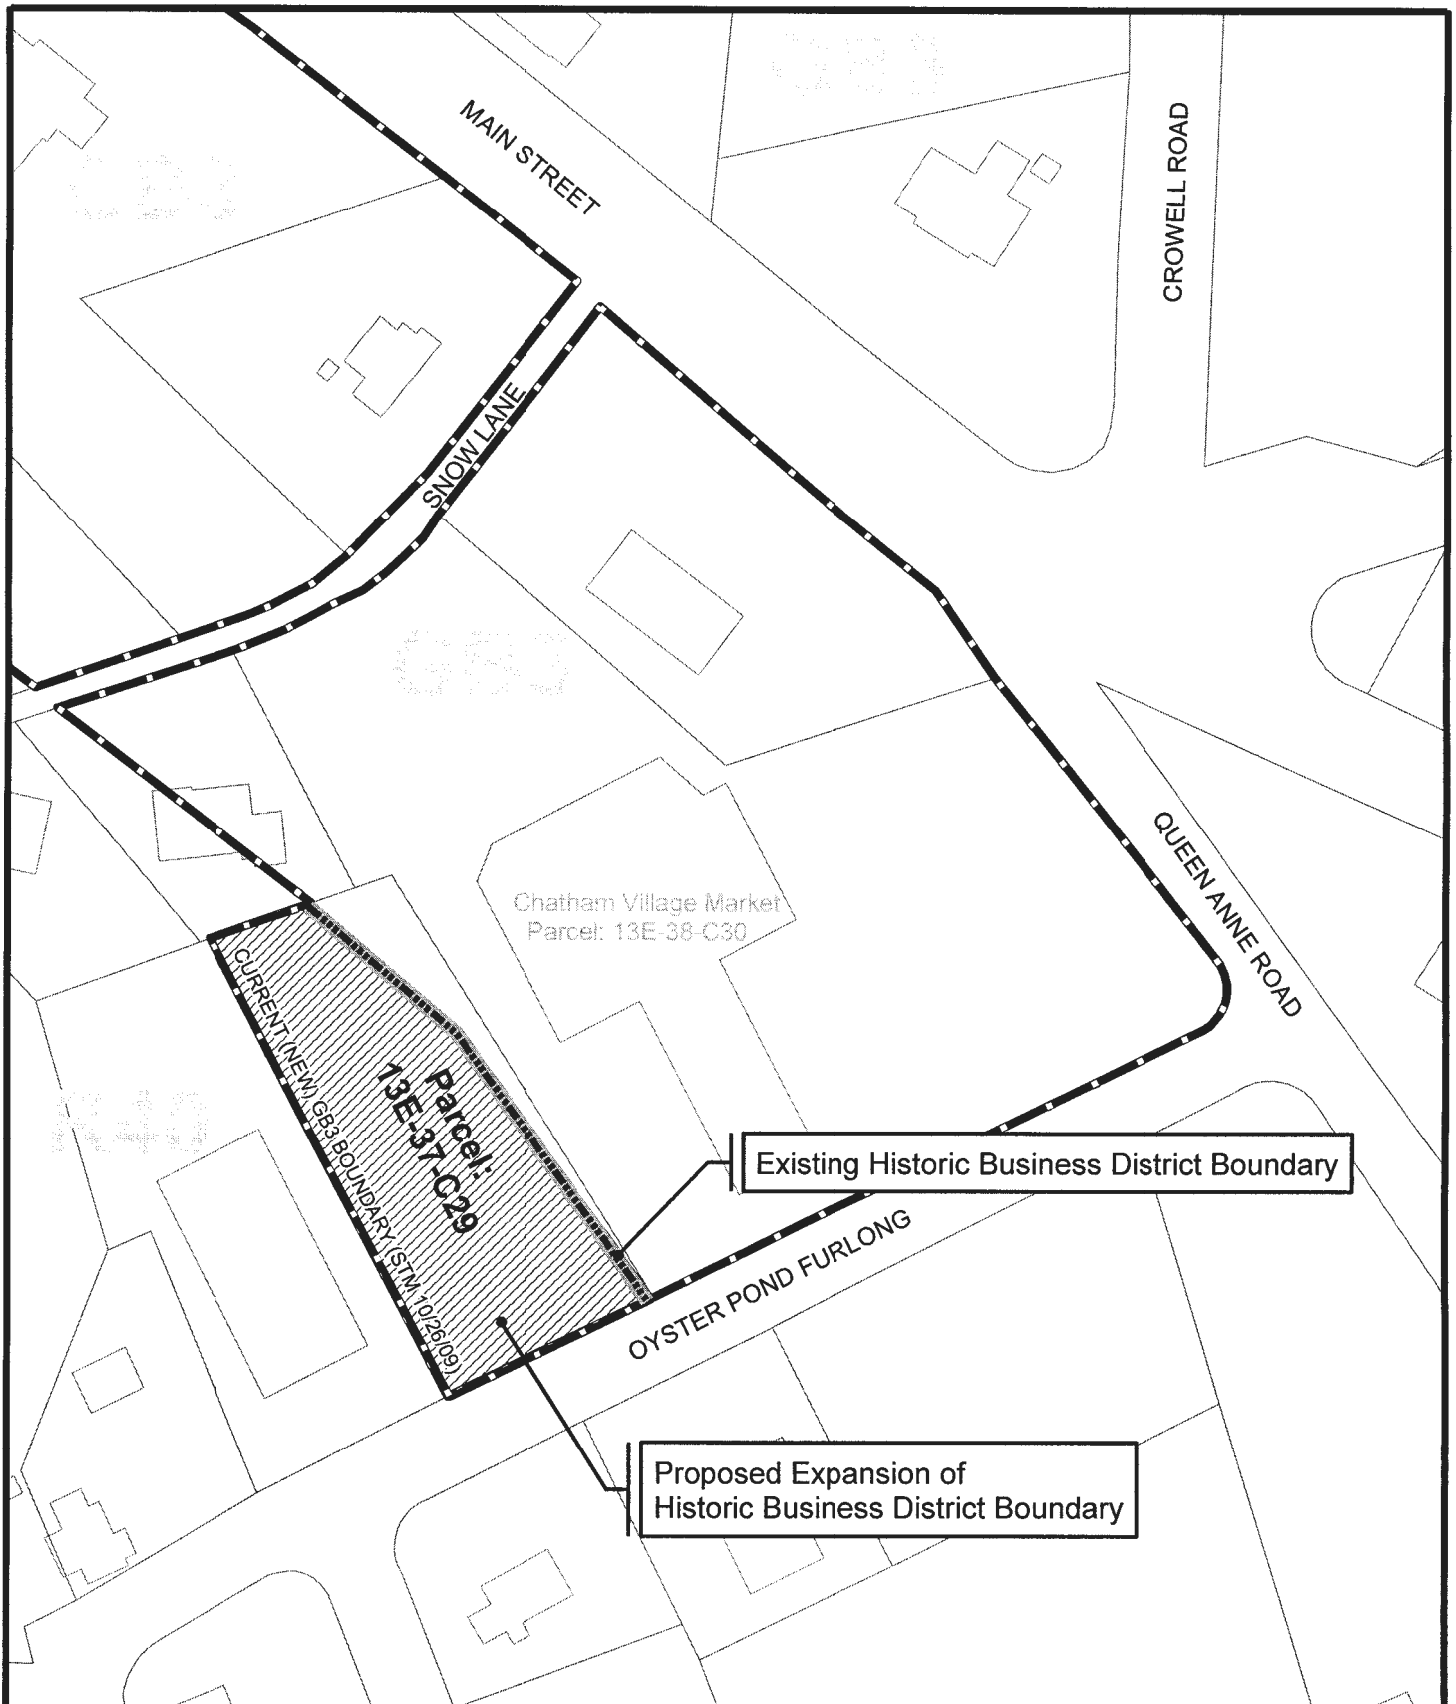 MAIN STREET
CROWELL ROAD
SNOW LANE
GB3
Chatham Village Market
Parcel: 13E-38-C30
QUEEN ANNE ROAD
CURRENT (NEW) GB3 BOUNDARY (STM 10/26/09)
Parcel:
13E-37-C29
Existing Historic Business District Boundary
OYSTER POND FURLONG
Proposed Expansion of
Historic Business District Boundary